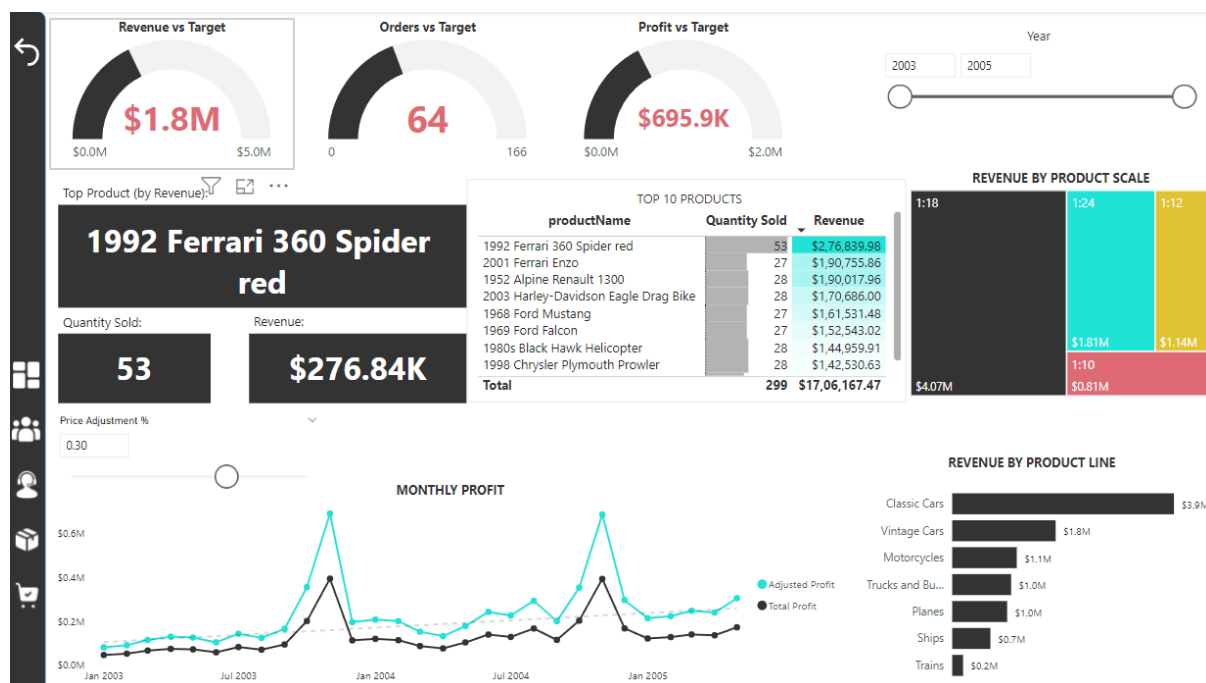 Revenue vs Target
$1.8M
$0.0M
$5.0M
Orders vs Target
64
0
166
Profit vs Target
$695.9K
$0.0M
$2.0M
Year
2003
2005
Top Product (by Revenue):
1992 Ferrari 360 Spider
red
Quantity Sold:
53
Revenue:
$276.84K
TOP 10 PRODUCTS
productName Quantity Sold Revenue
1992 Ferrari 360 Spider red 53 $2,76,839.98
2001 Ferrari Enzo 27 $1,90,755.86
1952 Alpine Renault 1300 28 $1,90,017.96
2003 Harley-Davidson Eagle Drag Bike 28 $1,70,686.00
1968 Ford Mustang 27 $1,61,531.48
1969 Ford Falcon 27 $1,52,543.02
1980s Black Hawk Helicopter 28 $1,44,959.91
1998 Chrysler Plymouth Prowler 28 $1,42,530.63
Total 299 $17,06,167.47
REVENUE BY PRODUCT SCALE
1:18
$4.07M
1:24
$1.81M
1:12
$1.14M
1:10
$0.81M
Price Adjustment %
0.30
MONTHLY PROFIT
$0.6M
$0.4M
$0.2M
$0.0M
Jan 2003
Jul 2003
Jan 2004
Jul 2004
Jan 2005
Adjusted Profit
Total Profit
REVENUE BY PRODUCT LINE
Classic Cars $3.9M
Vintage Cars $1.8M
Motorcycles $1.1M
Trucks and Bu... $1.0M
Planes $1.0M
Ships $0.7M
Trains $0.2M